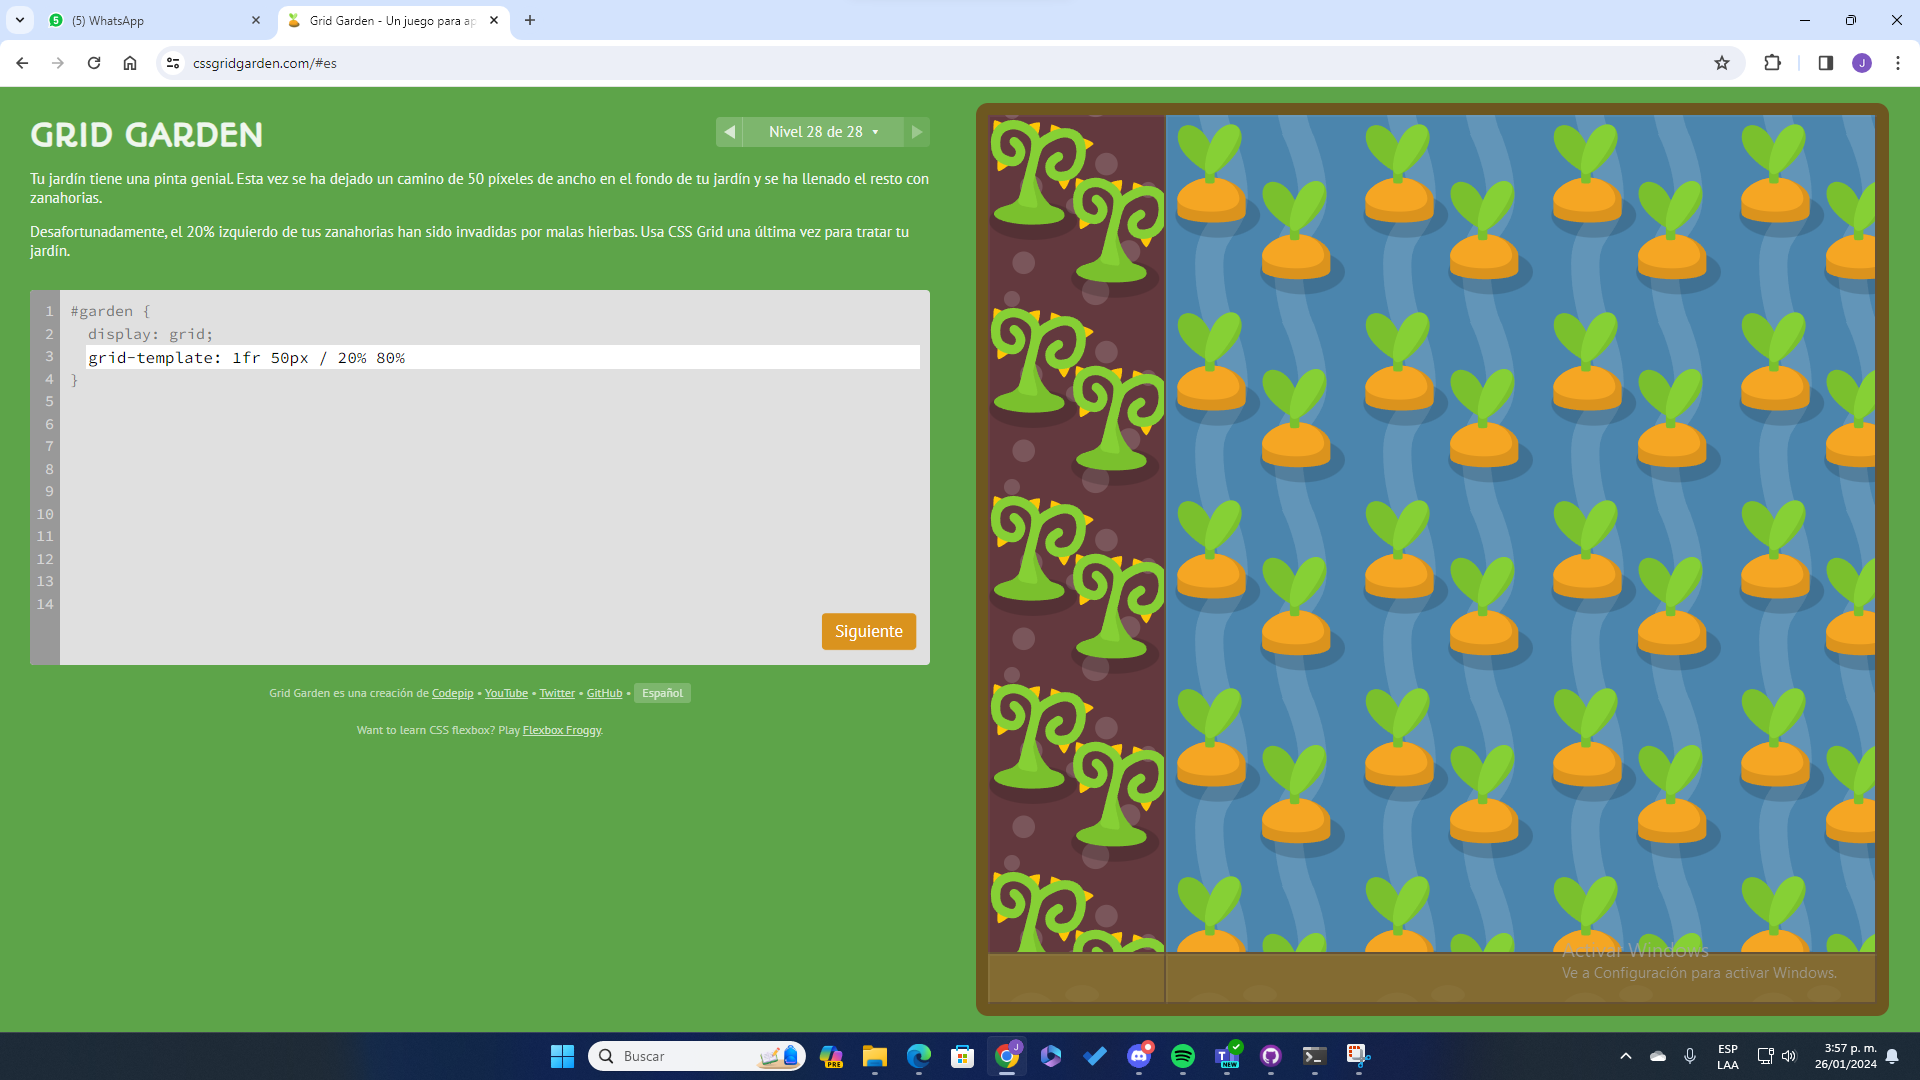 (5) WhatsApp
Grid Garden - Un juego para ap
cssgridgarden.com/#es
J
GRID GARDEN
Nivel 28 de 28
Tu jardín tiene una pinta genial. Esta vez se ha dejado un camino de 50 píxeles de ancho en el fondo de tu jardín y se ha llenado el resto con
zanahorias.
Desafortunadamente, el 20% izquierdo de tus zanahorias han sido invadidas por malas hierbas. Usa CSS Grid una última vez para tratar tu
jardín.
1 #garden {
2 display: grid;
3 grid-template: 1fr 50px / 20% 80%
4 }
5
6
7
8
9
10
11
12
13
14
Siguiente
Grid Garden es una creación de Codepip • YouTube • Twitter • GitHub • Español
Want to learn CSS flexbox? Play Flexbox Froggy.
Activar Windows
Ve a Configuración para activar Windows.
Buscar
PRE
J
NEW
ESP
LAA
3:57 p. m.
26/01/2024